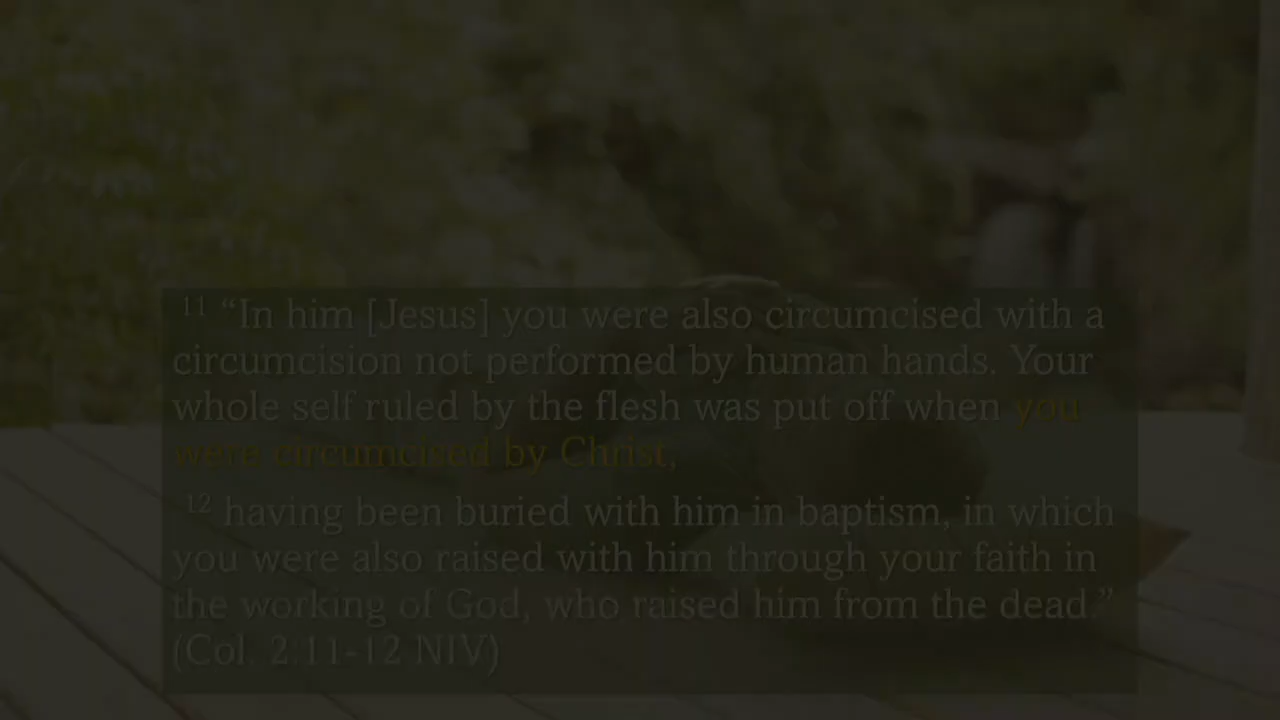 11 “In him [Jesus] you were also circumcised with a
circumcision not performed by human hands. Your
whole self ruled by the flesh was put off when you
were circumcised by Christ,
12 having been buried with him in baptism, in which
you were also raised with him through your faith in
the working of God, who raised him from the dead.”
(Col. 2:11-12 NIV)